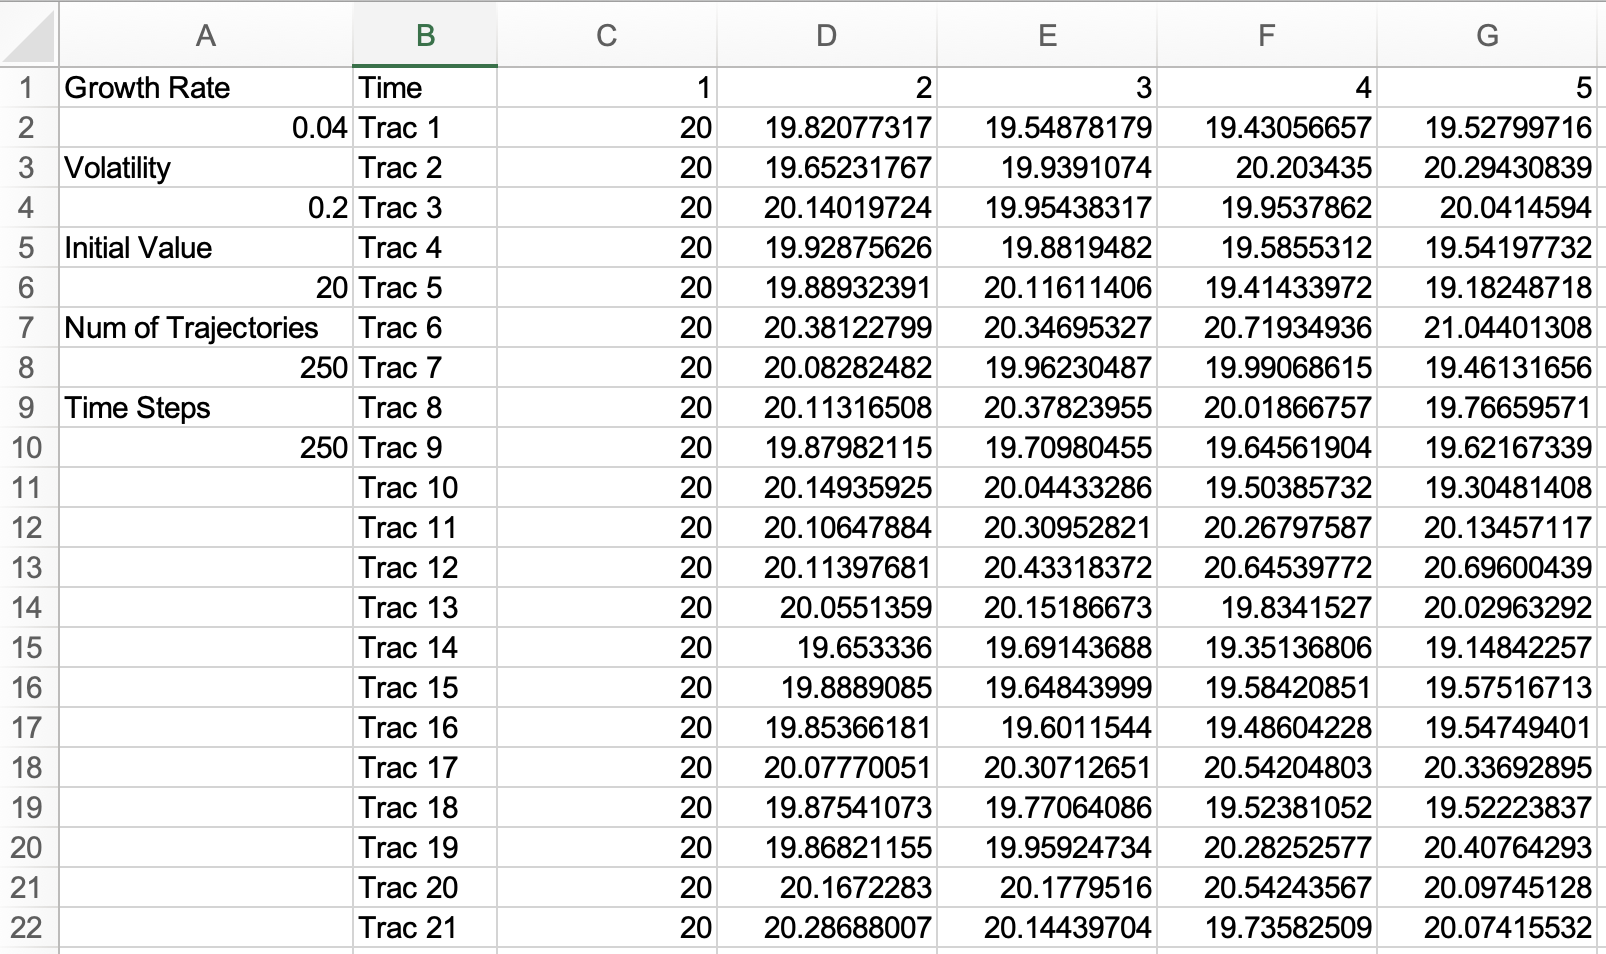 A B C D E F G
1 Growth Rate Time 1 2 3 4 5
2 0.04 Trac 1 20 19.82077317 19.54878179 19.43056657 19.52799716
3 Volatility Trac 2 20 19.65231767 19.9391074 20.203435 20.29430839
4 0.2 Trac 3 20 20.14019724 19.95438317 19.9537862 20.0414594
5 Initial Value Trac 4 20 19.92875626 19.8819482 19.5855312 19.54197732
6 20 Trac 5 20 19.88932391 20.11611406 19.41433972 19.18248718
7 Num of Trajectories Trac 6 20 20.38122799 20.34695327 20.71934936 21.04401308
8 250 Trac 7 20 20.08282482 19.96230487 19.99068615 19.46131656
9 Time Steps Trac 8 20 20.11316508 20.37823955 20.01866757 19.76659571
10 250 Trac 9 20 19.87982115 19.70980455 19.64561904 19.62167339
11 Trac 10 20 20.14935925 20.04433286 19.50385732 19.30481408
12 Trac 11 20 20.10647884 20.30952821 20.26797587 20.13457117
13 Trac 12 20 20.11397681 20.43318372 20.64539772 20.69600439
14 Trac 13 20 20.0551359 20.15186673 19.8341527 20.02963292
15 Trac 14 20 19.653336 19.69143688 19.35136806 19.14842257
16 Trac 15 20 19.8889085 19.64843999 19.58420851 19.57516713
17 Trac 16 20 19.85366181 19.6011544 19.48604228 19.54749401
18 Trac 17 20 20.07770051 20.30712651 20.54204803 20.33692895
19 Trac 18 20 19.87541073 19.77064086 19.52381052 19.52223837
20 Trac 19 20 19.86821155 19.95924734 20.28252577 20.40764293
21 Trac 20 20 20.1672283 20.1779516 20.54243567 20.09745128
22 Trac 21 20 20.28688007 20.14439704 19.73582509 20.07415532